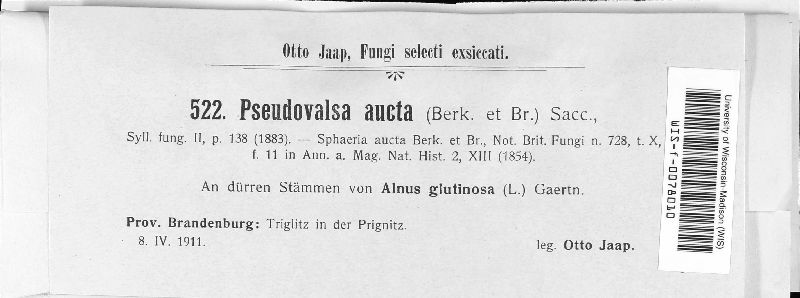 Otto Jaap, Fungi selecti exsiccati.
522. Pseudovalsa aucta (Berk. et Br.) Sacc.,
Syll. fung. II, p. 138 (1883). — Sphaeria aucta Berk. et Br., Not. Brit. Fungi n. 728, t. X,
f. 11 in Ann. a. Mag. Nat. Hist. 2, XIII (1854).
An dürren Stämmen von Alnus glutinosa (L.) Gaertn.
Prov. Brandenburg: Triglitz in der Prignitz.
8. IV. 1911.
leg. Otto Jaap.
University of Wisconsin Madison (WIS)
WIS-f-0078010